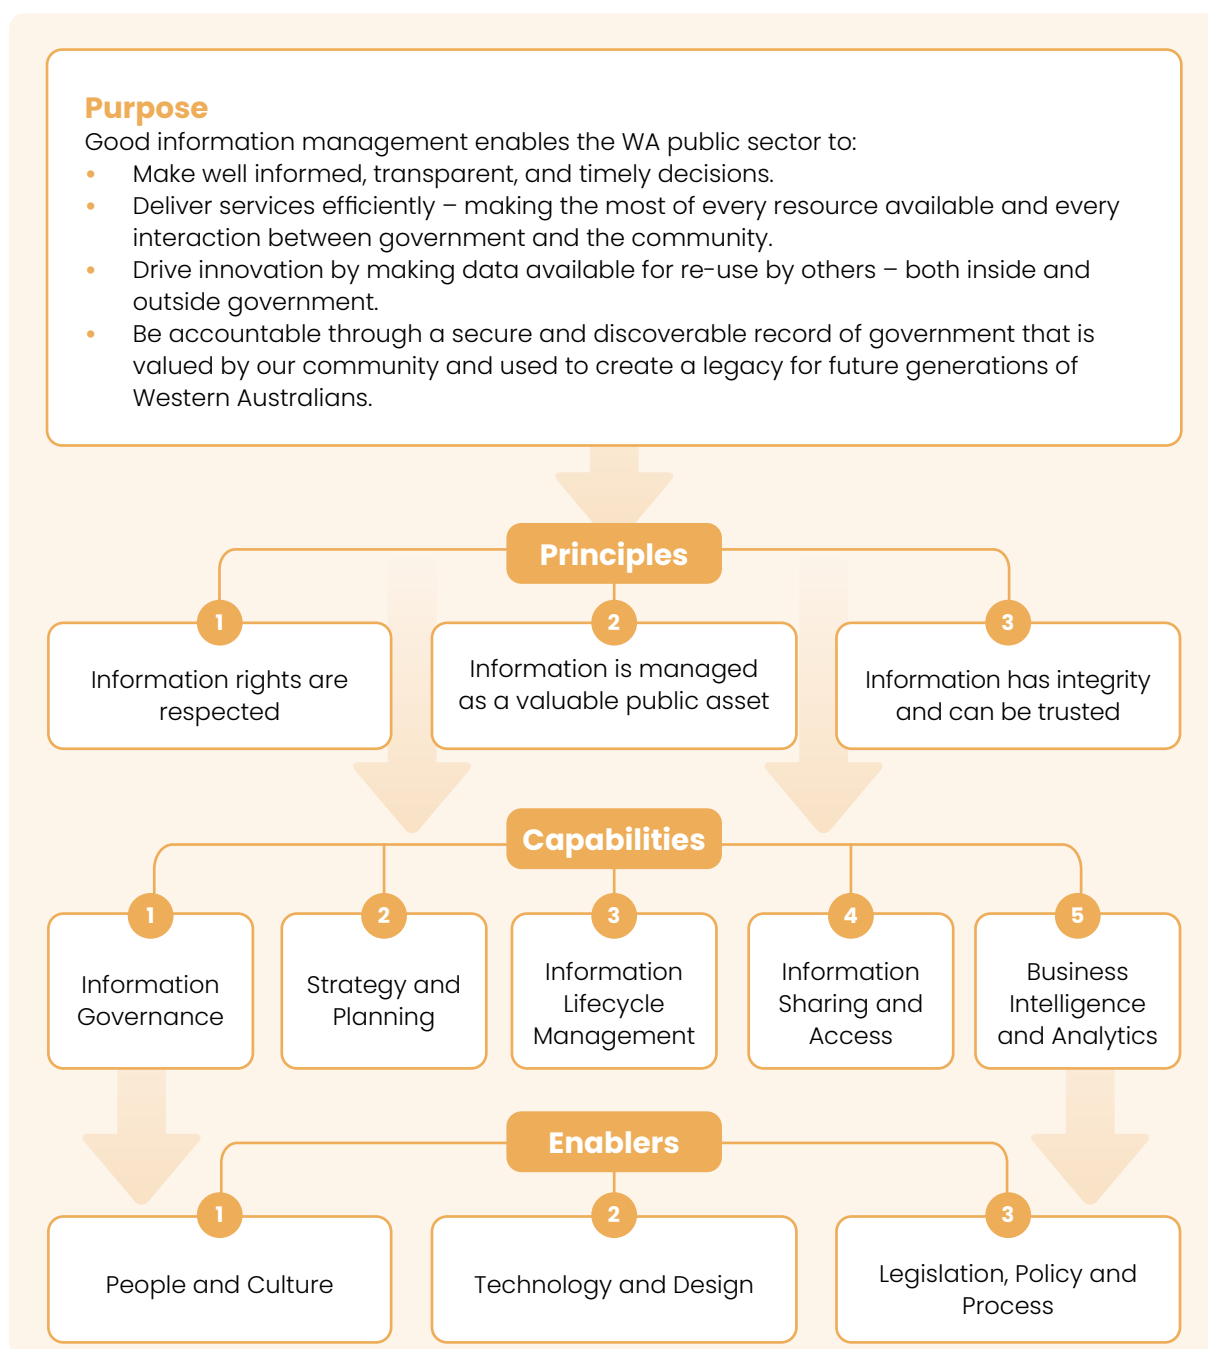 Purpose
Good information management enables the WA public sector to:
• Make well informed, transparent, and timely decisions.
• Deliver services efficiently – making the most of every resource available and every
interaction between government and the community.
• Drive innovation by making data available for re-use by others – both inside and
outside government.
• Be accountable through a secure and discoverable record of government that is
valued by our community and used to create a legacy for future generations of
Western Australians.
Principles
1
Information rights are
respected
2
Information is managed
as a valuable public asset
3
Information has integrity
and can be trusted
Capabilities
1
Information
Governance
2
Strategy and
Planning
3
Information
Lifecycle
Management
4
Information
Sharing and
Access
5
Business
Intelligence
and Analytics
Enablers
1
People and Culture
2
Technology and Design
3
Legislation, Policy and
Process